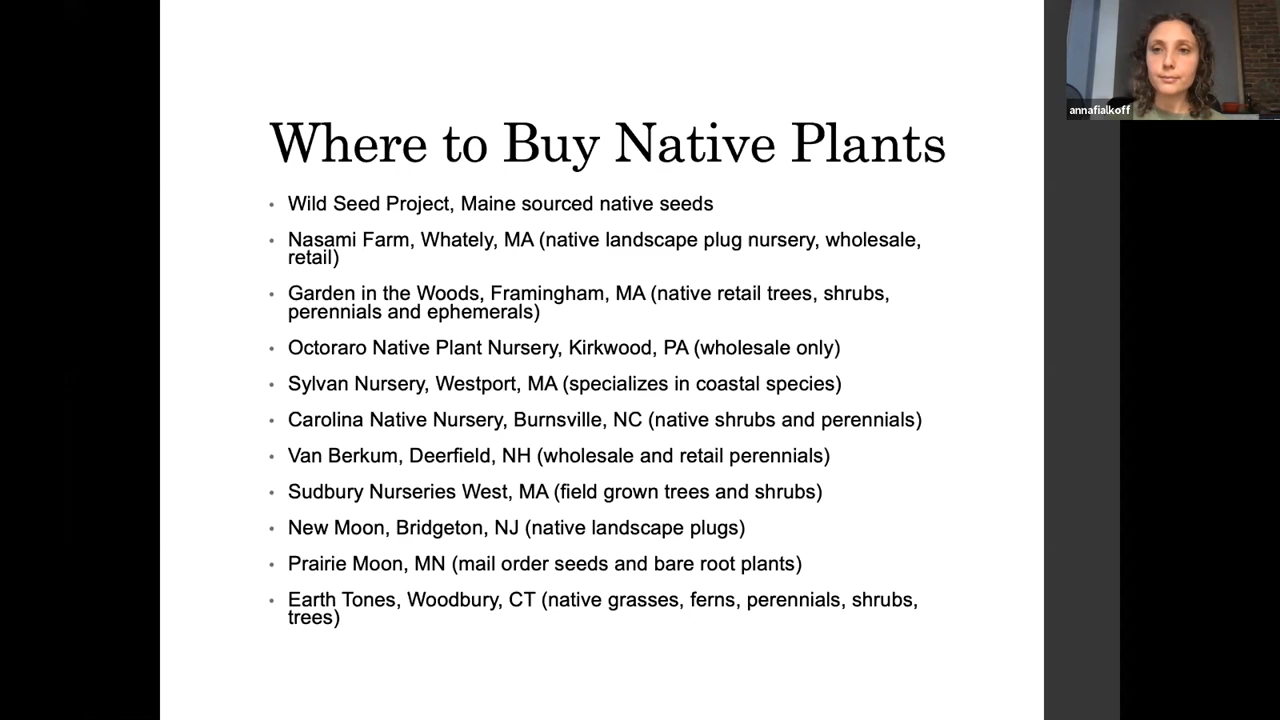 Where to Buy Native Plants
• Wild Seed Project, Maine sourced native seeds
• Nasami Farm, Whately, MA (native landscape plug nursery, wholesale,
retail)
• Garden in the Woods, Framingham, MA (native retail trees, shrubs,
perennials and ephemerals)
• Octoraro Native Plant Nursery, Kirkwood, PA (wholesale only)
• Sylvan Nursery, Westport, MA (specializes in coastal species)
• Carolina Native Nursery, Burnsville, NC (native shrubs and perennials)
• Van Berkum, Deerfield, NH (wholesale and retail perennials)
• Sudbury Nurseries West, MA (field grown trees and shrubs)
• New Moon, Bridgeton, NJ (native landscape plugs)
• Prairie Moon, MN (mail order seeds and bare root plants)
• Earth Tones, Woodbury, CT (native grasses, ferns, perennials, shrubs,
trees)
annafialkoff